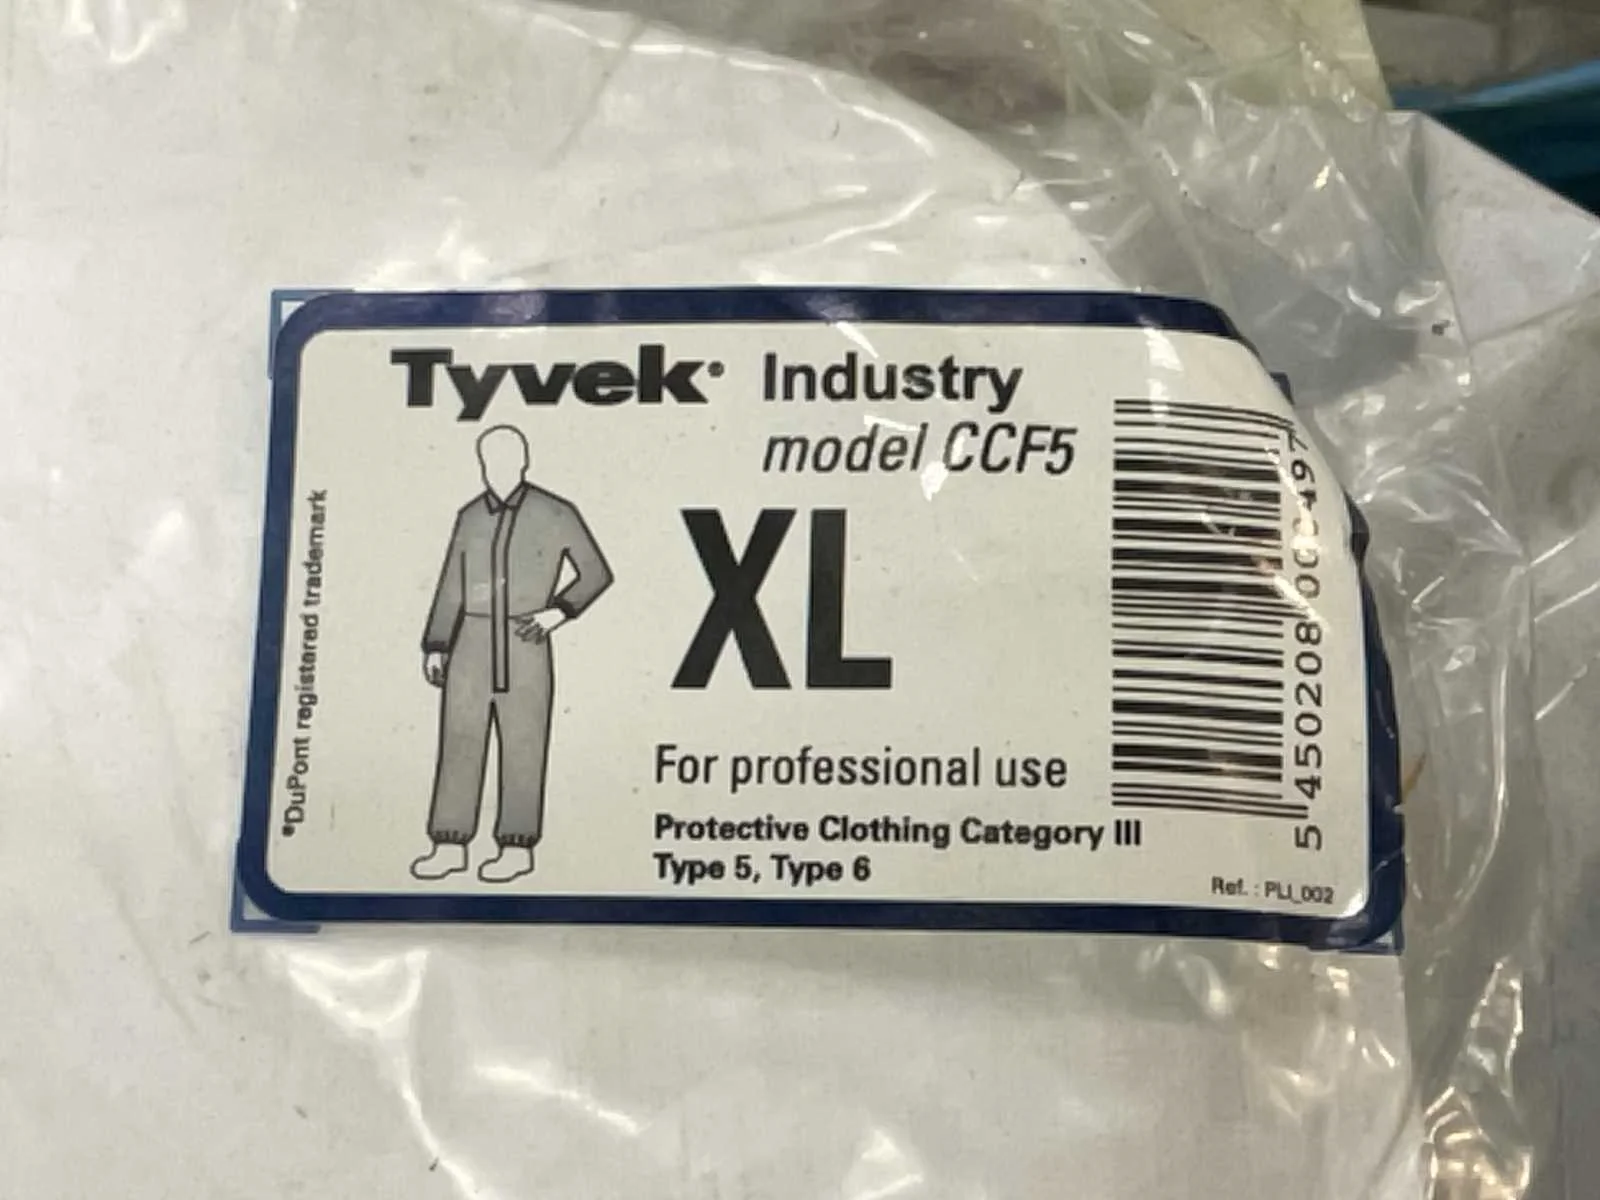 Tyvek® Industry
model CCF5
XL
For professional use
Protective Clothing Category III
Type 5, Type 6
Ref. : PLI_002
®DuPont registered trademark